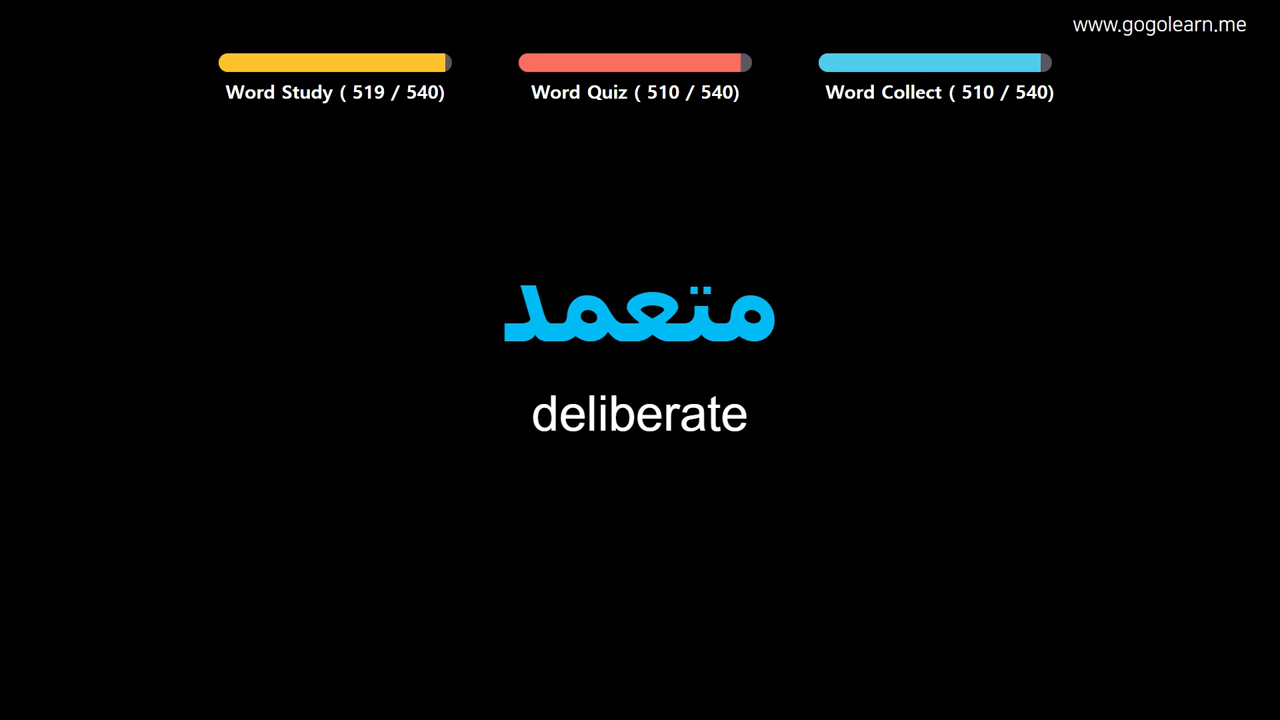 www.gogolearn.me
Word Study ( 519 / 540)
Word Quiz ( 510 / 540)
Word Collect ( 510 / 540)
متعمد
deliberate